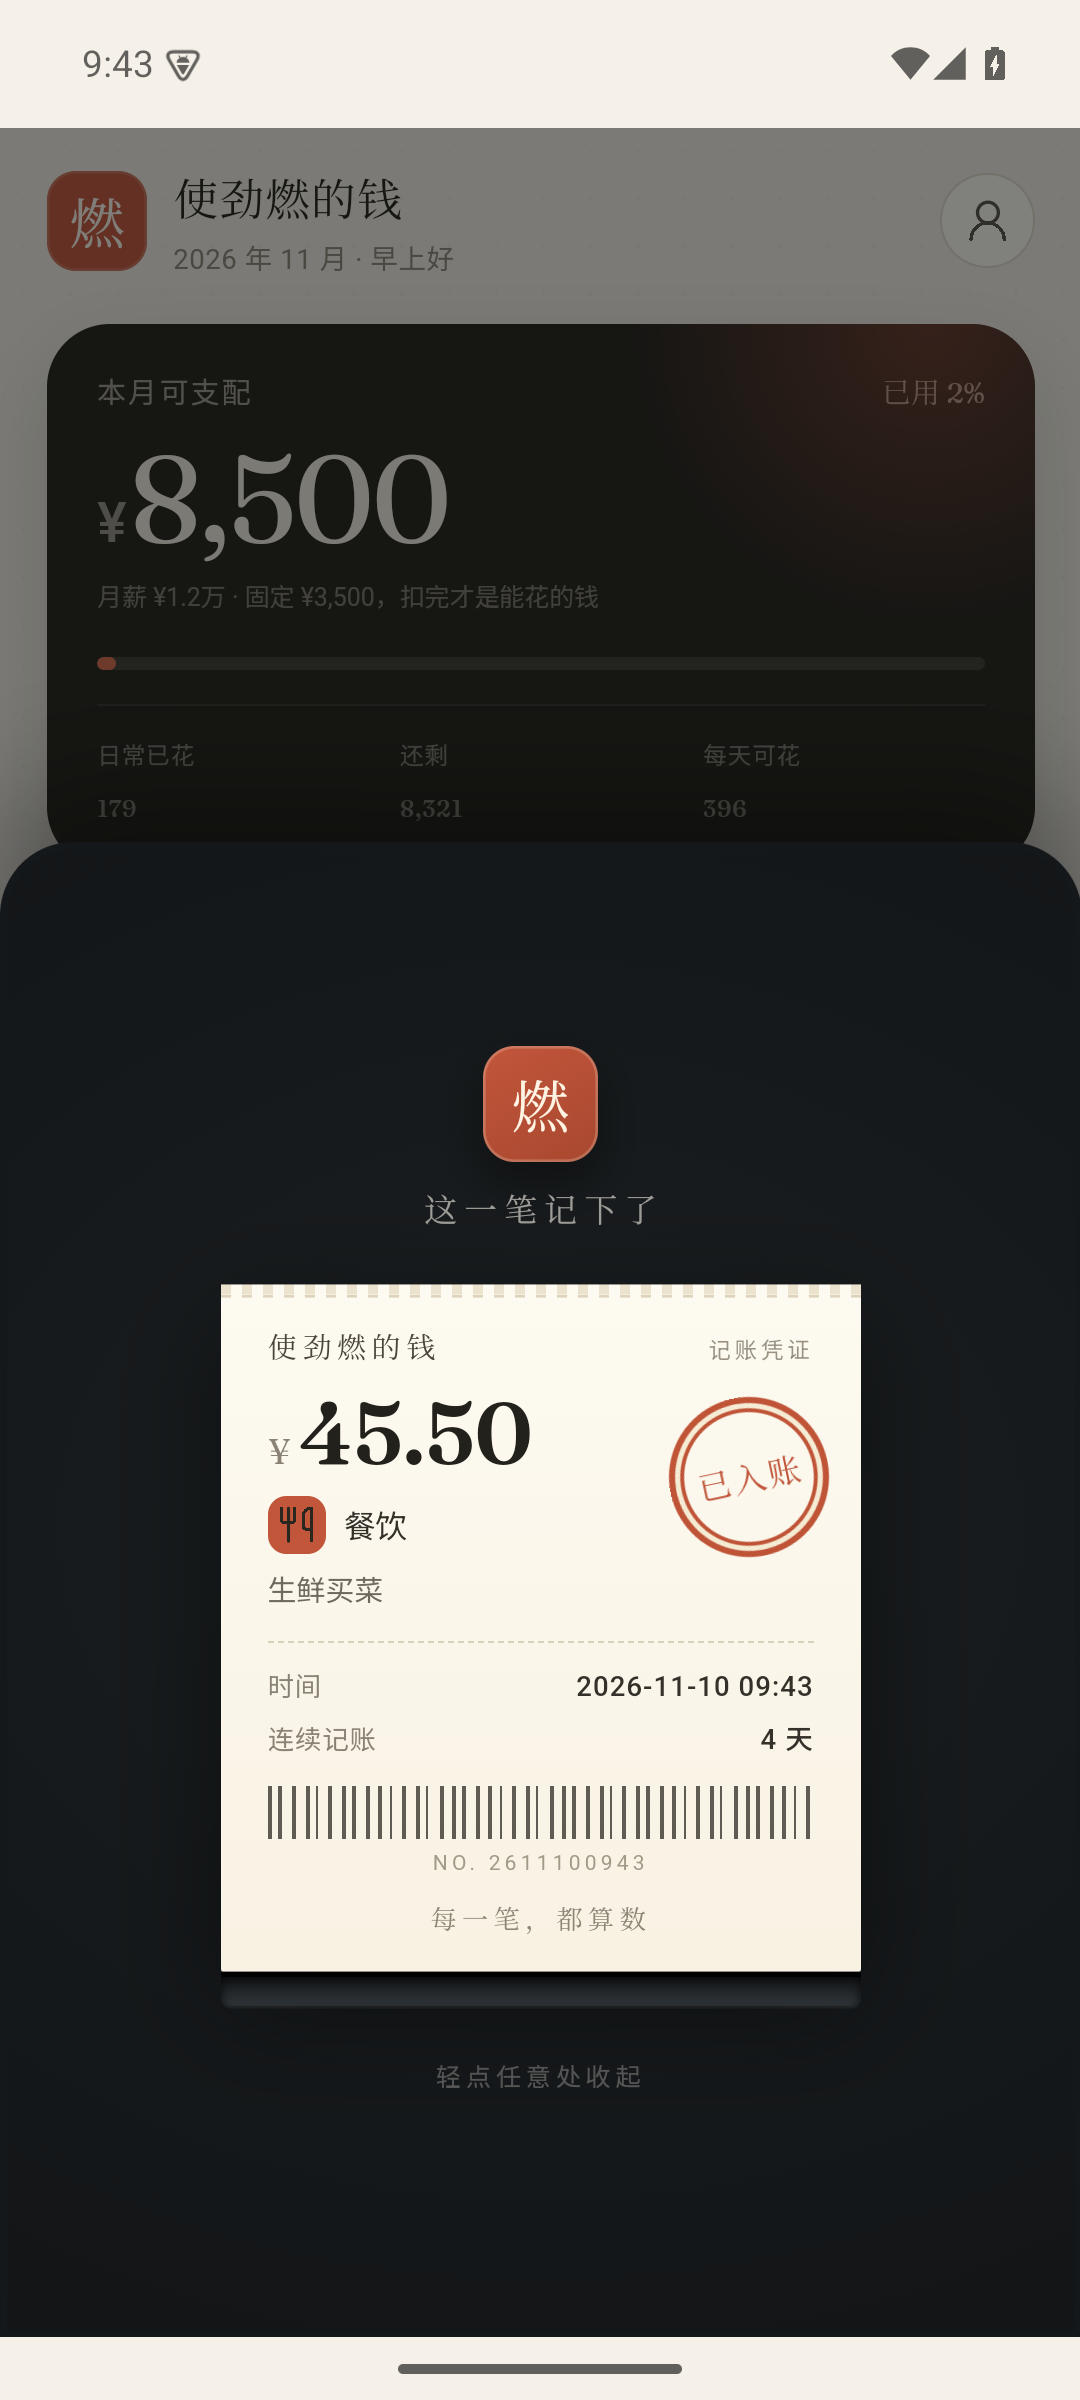 9:43
燃
使劲燃的钱
2026 年 11 月 · 早上好
本月可支配
已用 2%
¥8,500
月薪 ¥1.2万 · 固定 ¥3,500，扣完才是能花的钱
日常已花 还剩 每天可花
179 8,321 396
燃
这一笔记下了
使劲燃的钱 记账凭证
¥ 45.50
已入账
餐饮
生鲜买菜
时间 2026-11-10 09:43
连续记账 4 天
NO. 2611100943
每一笔，都算数
轻点任意处收起